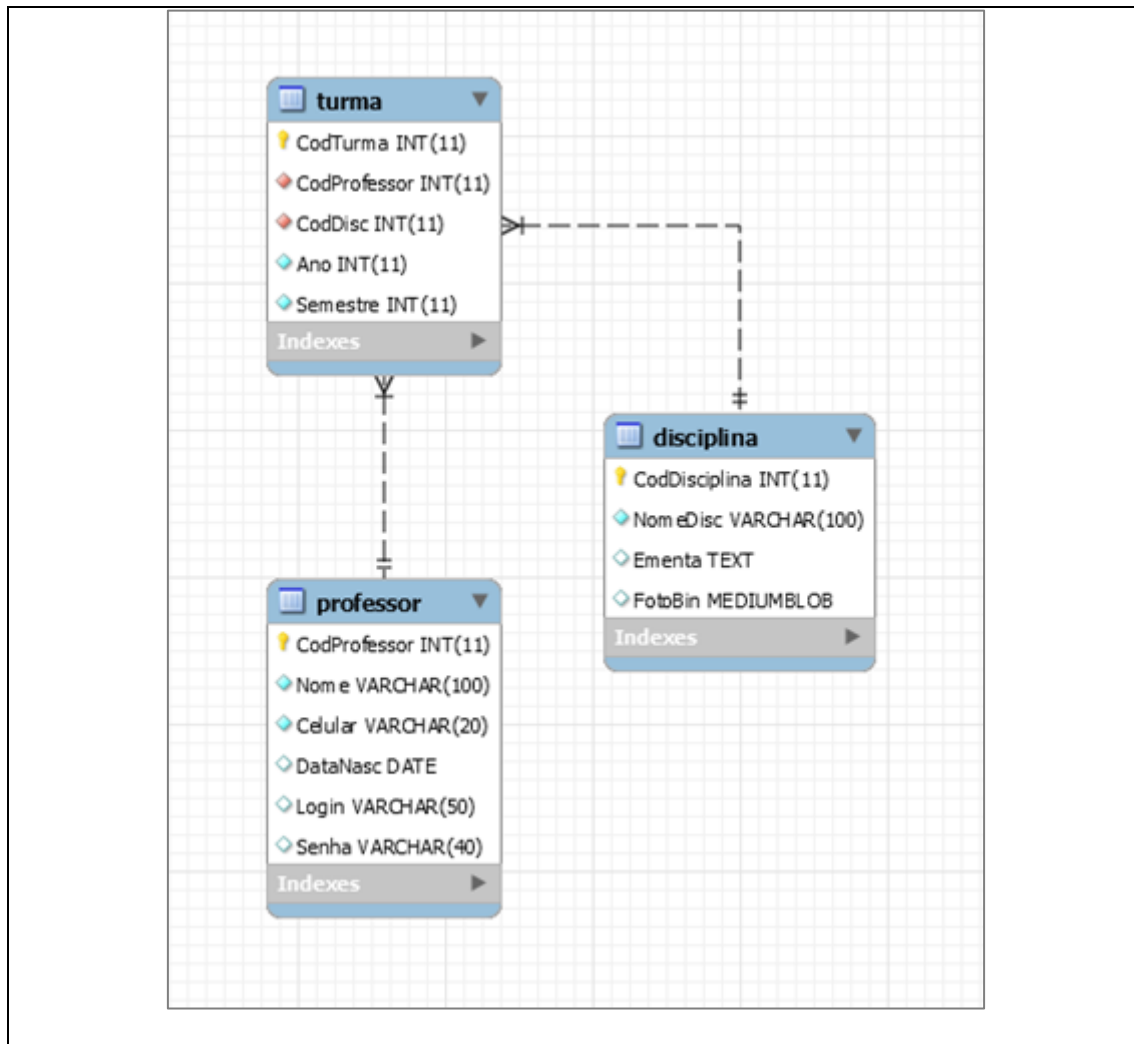 turma
CodTurma INT(11)
CodProfessor INT(11)
CodDisc INT(11)
Ano INT(11)
Semestre INT(11)
Indexes
disciplina
CodDisciplina INT(11)
NomeDisc VARCHAR(100)
Ementa TEXT
FotoBin MEDIUMBLOB
Indexes
professor
CodProfessor INT(11)
Nome VARCHAR(100)
Celular VARCHAR(20)
DataNasc DATE
Login VARCHAR(50)
Senha VARCHAR(40)
Indexes